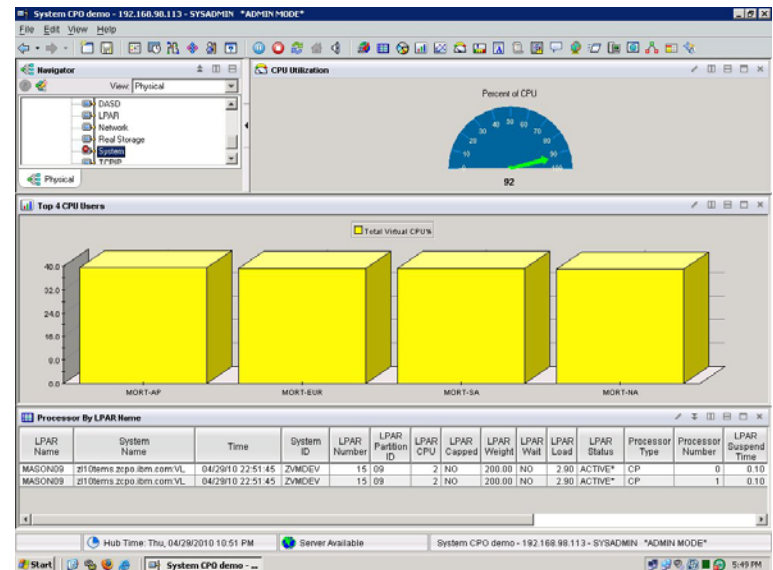 System CPO demo - 192.168.98.113 - SYSADMIN *ADMIN MODE*
File Edit View Help
Navigator
View: Physical
DASD
LPAR
Network
Real Storage
System
TCPIP
Physical
CPU Utilization
Percent of CPU
0 10 20 30 40 50 60 70 80 90 100
92
Top 4 CPU Users
Total Virtual CPU%
40.0
32.0
24.0
16.0
8.0
0.0
MORT-AP MORT-EUR MORT-SA MORT-NA
Processor By LPAR Name
LPAR Name System Name Time System ID LPAR Number LPAR Partition ID LPAR CPU LPAR Capped LPAR Weight LPAR Wait LPAR Load LPAR Status Processor Type Processor Number LPAR Suspend Time
MASON09 zl10tems.zcpo.ibm.com:VL 04/29/10 22:51:45 ZVMDEV 15 09 2 NO 200.00 NO 2.90 ACTIVE* CP 0 0.10
MASON09 zl10tems.zcpo.ibm.com:VL 04/29/10 22:51:45 ZVMDEV 15 09 2 NO 200.00 NO 2.90 ACTIVE* CP 1 0.10
Hub Time: Thu, 04/29/2010 10:51 PM Server Available System CPO demo - 192.168.98.113 - SYSADMIN *ADMIN MODE*
Start System CPO demo - ... 5:49 PM